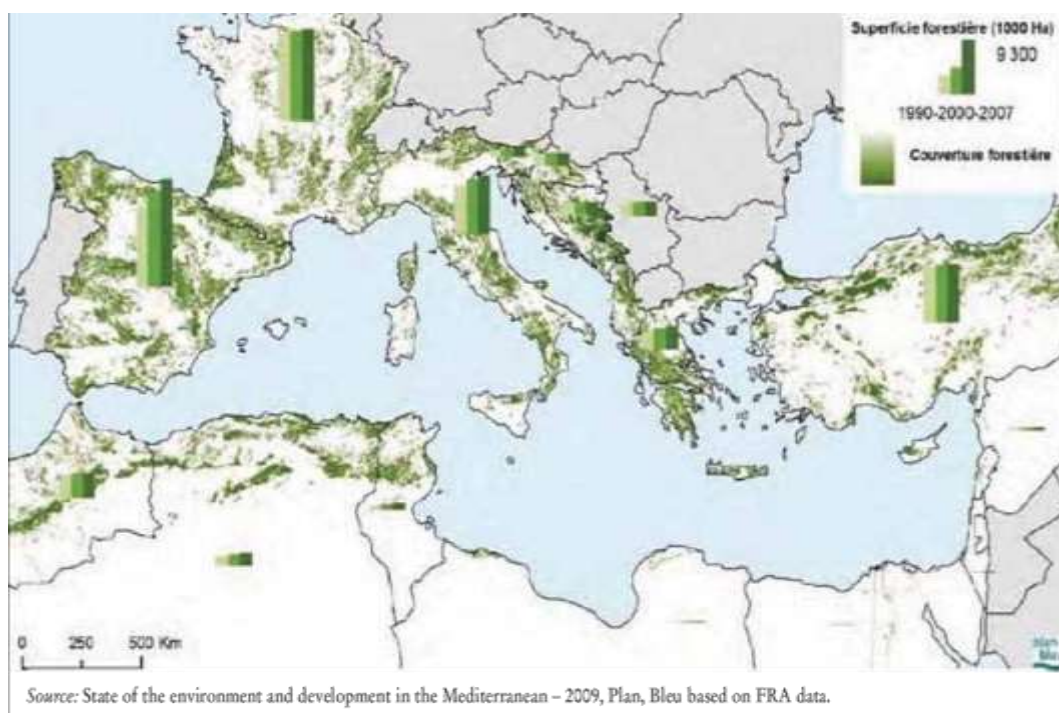 Superficie forestière (1000 Ha)
9 300
1990-2000-2007
Couverture forestière
0 250 500 Km
Source: State of the environment and development in the Mediterranean – 2009, Plan, Bleu based on FRA data.